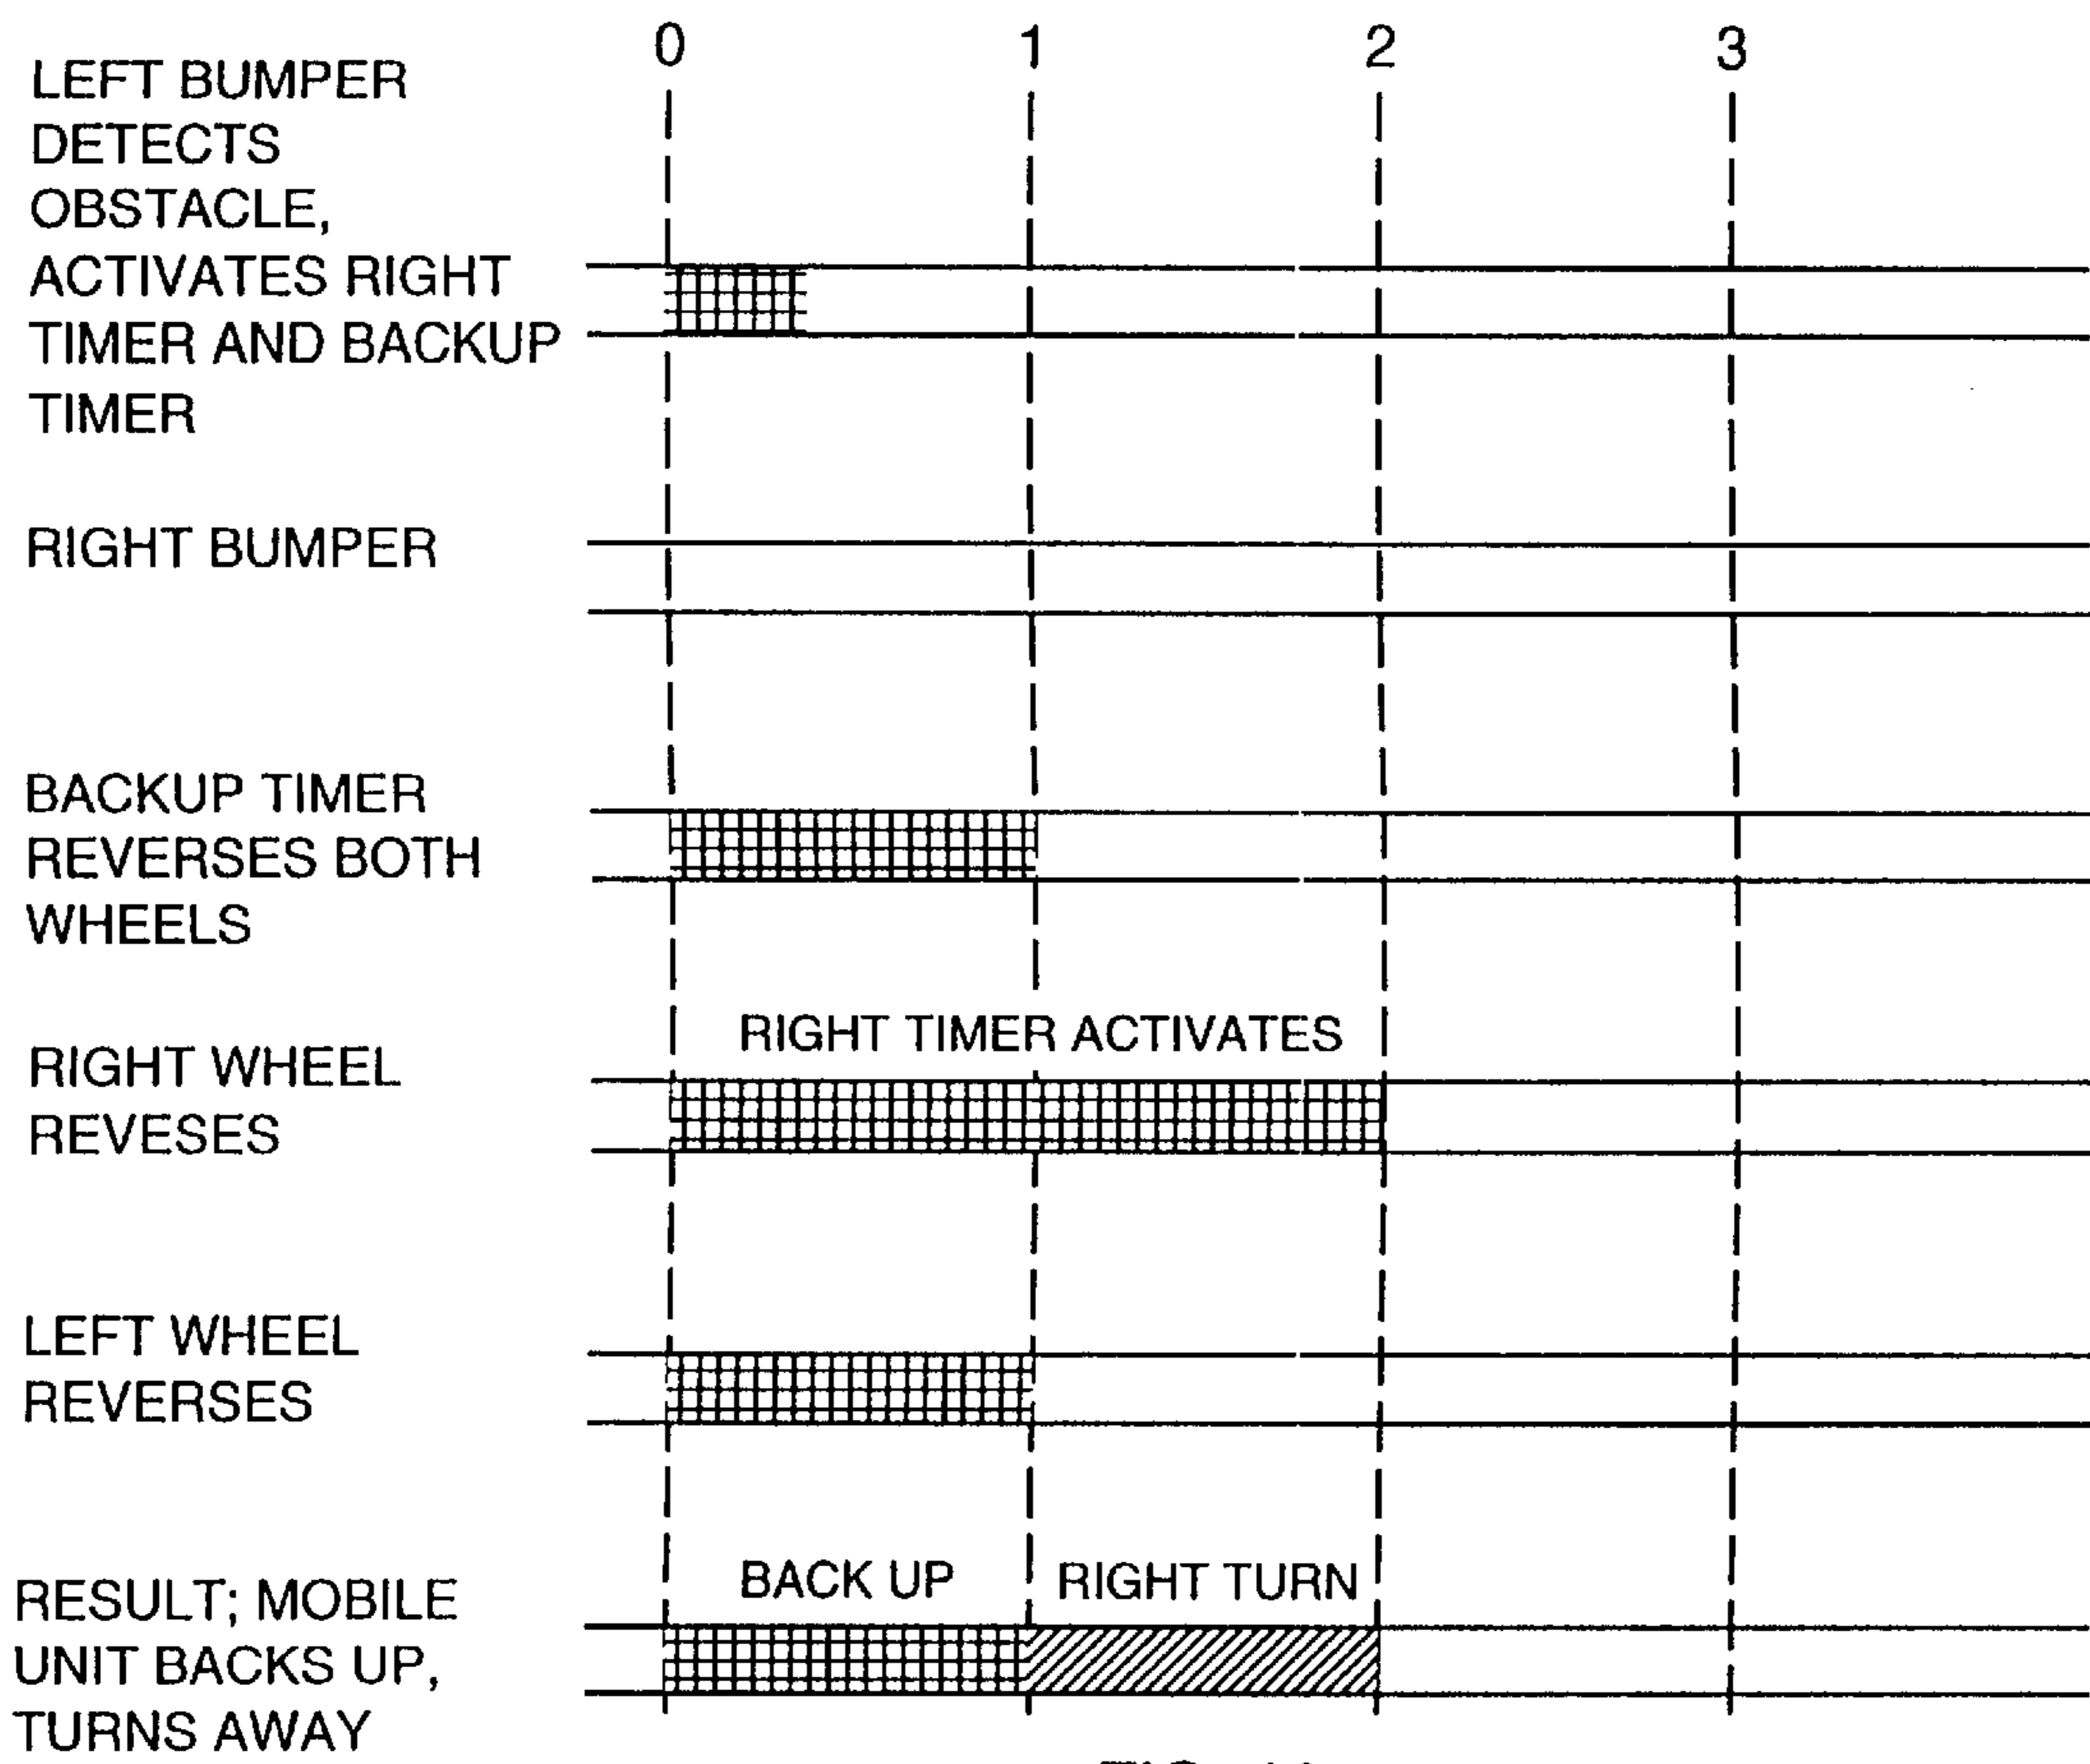 0 1 2 3
LEFT BUMPER
DETECTS
OBSTACLE,
ACTIVATES RIGHT
TIMER AND BACKUP
TIMER
RIGHT BUMPER
BACKUP TIMER
REVERSES BOTH
WHEELS
RIGHT TIMER ACTIVATES
RIGHT WHEEL
REVESES
LEFT WHEEL
REVERSES
BACK UP RIGHT TURN
RESULT; MOBILE
UNIT BACKS UP,
TURNS AWAY